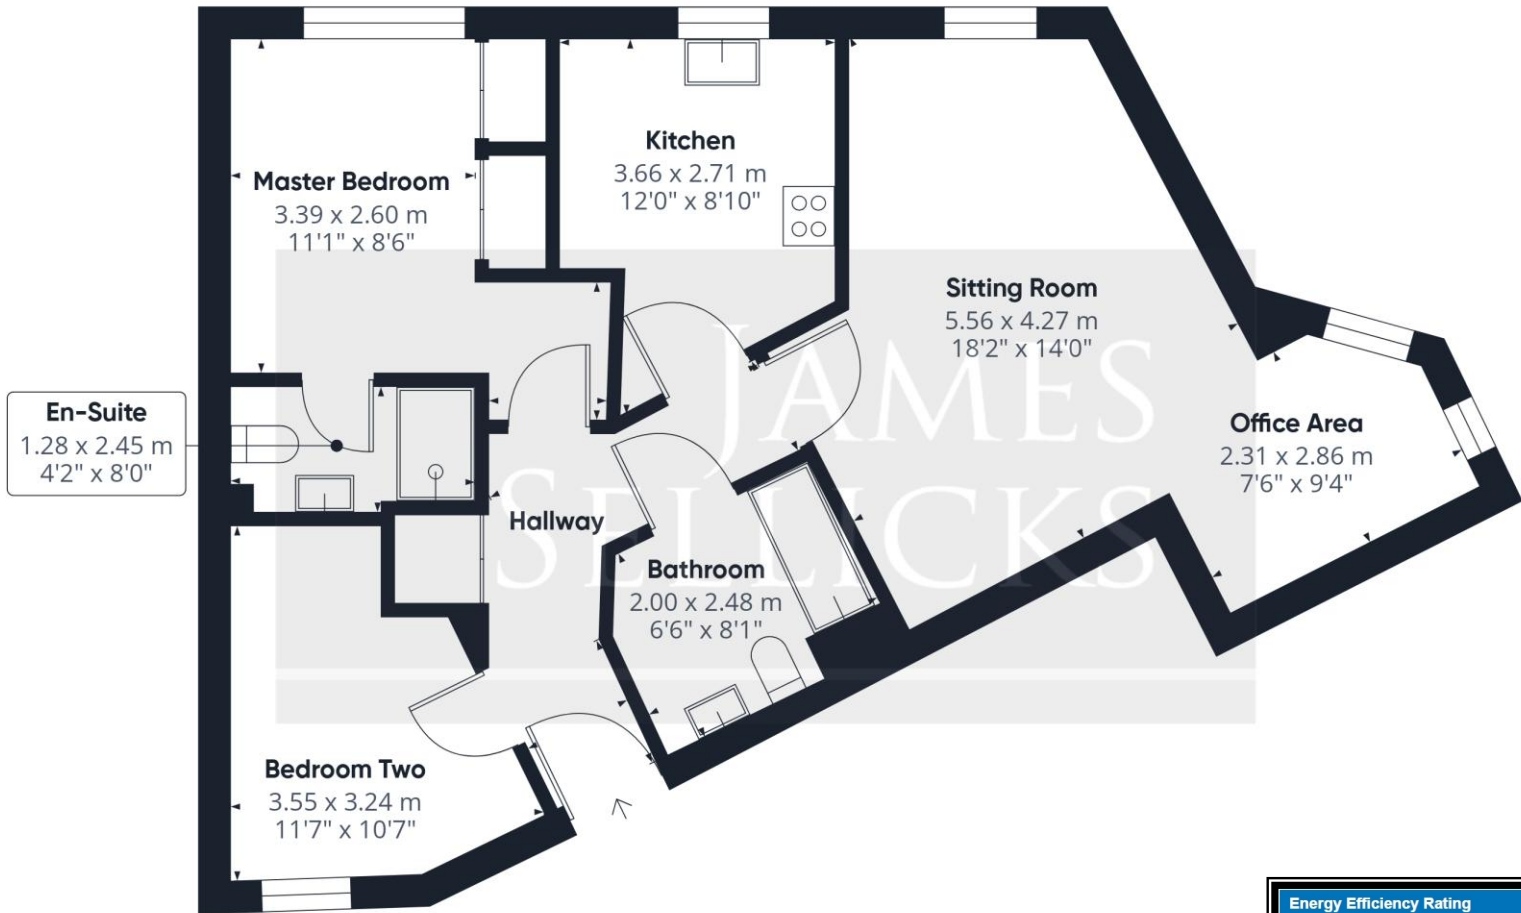 Master Bedroom
3.39 x 2.60 m
11'1" x 8'6"
Kitchen
3.66 x 2.71 m
12'0" x 8'10"
Sitting Room
5.56 x 4.27 m
18'2" x 14'0"
En-Suite
1.28 x 2.45 m
4'2" x 8'0"
Office Area
2.31 x 2.86 m
7'6" x 9'4"
Hallway
Bathroom
2.00 x 2.48 m
6'6" x 8'1"
Bedroom Two
3.55 x 3.24 m
11'7" x 10'7"
JAMES
SELLICKS
Energy Efficiency Rating